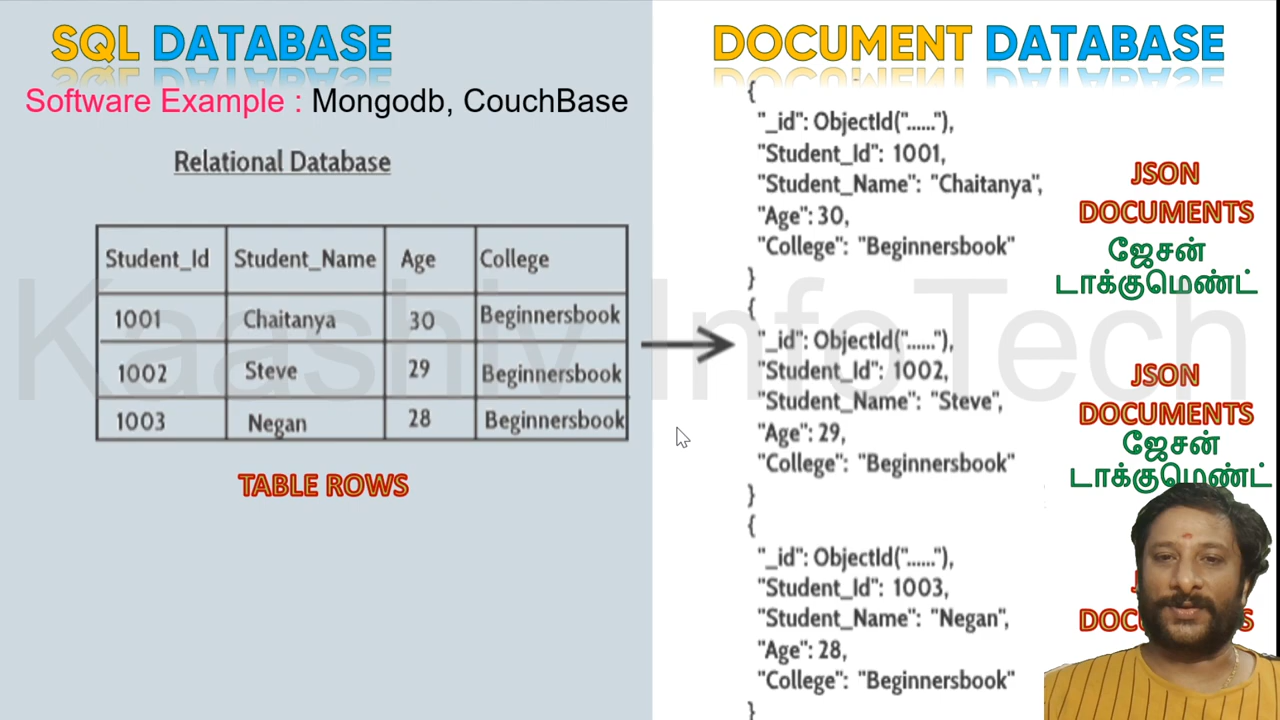 SQL DATABASE
Software Example : Mongodb, CouchBase
Relational Database
Student_Id Student_Name Age College
1001 Chaitanya 30 Beginnersbook
1002 Steve 29 Beginnersbook
1003 Negan 28 Beginnersbook
TABLE ROWS
DOCUMENT DATABASE
{
"_id": ObjectId("......"),
"Student_Id": 1001,
"Student_Name": "Chaitanya",
"Age": 30,
"College": "Beginnersbook"
}
{
"_id": ObjectId("......"),
"Student_Id": 1002,
"Student_Name": "Steve",
"Age": 29,
"College": "Beginnersbook"
}
{
"_id": ObjectId("......"),
"Student_Id": 1003,
"Student_Name": "Negan",
"Age": 28,
"College": "Beginnersbook"
}
JSON
DOCUMENTS
ஜேசன்
டாக்குமெண்ட்
JSON
DOCUMENTS
ஜேசன்
டாக்குமெண்ட்
Kaashiv InfoTech